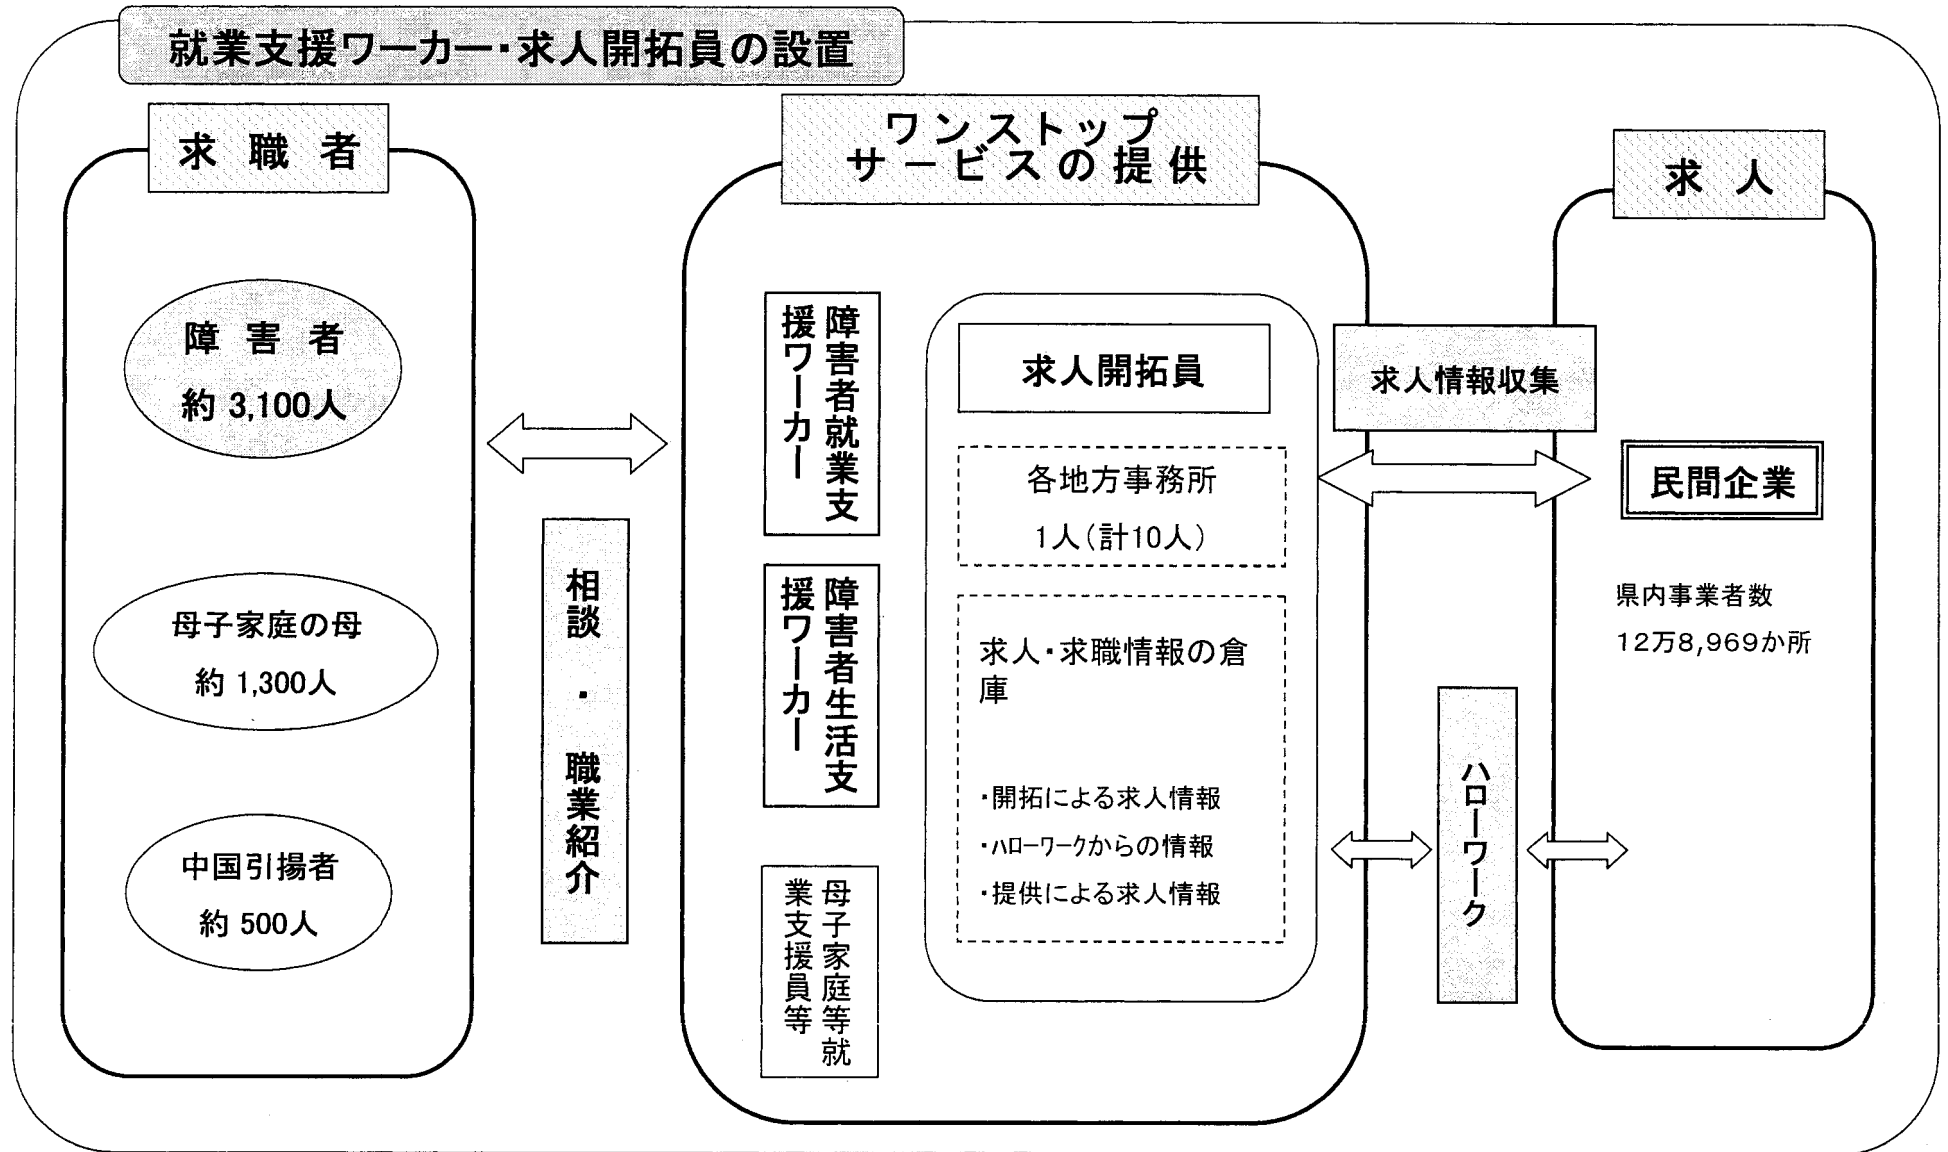 就業支援ワーカー・求人開拓員の設置
求職者
障害者
約 3,100人
母子家庭の母
約 1,300人
中国引揚者
約 500人
相談・職業紹介
ワンストップ
サービスの提供
障害者就業支
援ワーカー
障害者生活支
援ワーカー
母子家庭等就
業支援員等
求人開拓員
各地方事務所
1人(計10人)
求人・求職情報の倉
庫
・開拓による求人情報
・ハローワークからの情報
・提供による求人情報
求人情報収集
ハローワーク
求人
民間企業
県内事業者数
12万8,969か所